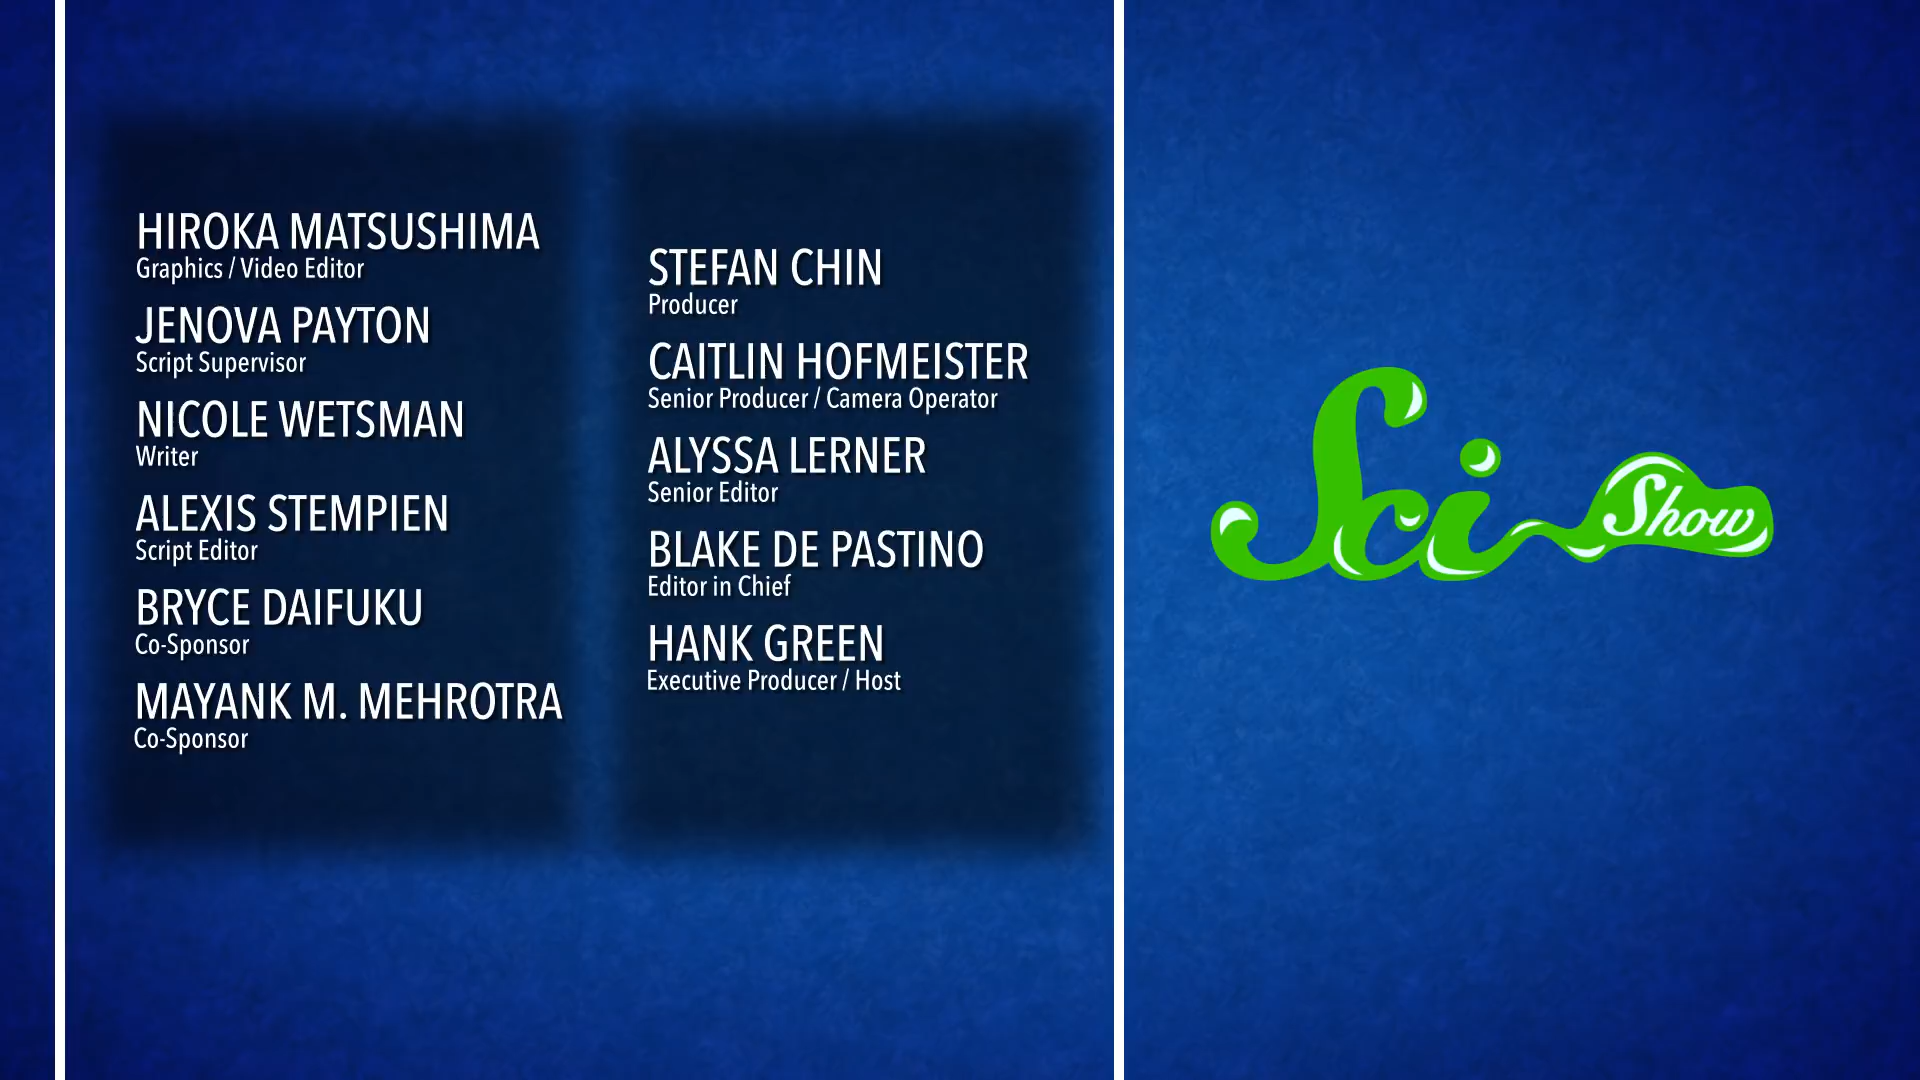 HIROKA MATSUSHIMA
Graphics / Video Editor
JENOVA PAYTON
Script Supervisor
NICOLE WETSMAN
Writer
ALEXIS STEMPIEN
Script Editor
BRYCE DAIFUKU
Co-Sponsor
MAYANK M. MEHROTRA
Co-Sponsor
STEFAN CHIN
Producer
CAITLIN HOFMEISTER
Senior Producer / Camera Operator
ALYSSA LERNER
Senior Editor
BLAKE DE PASTINO
Editor in Chief
HANK GREEN
Executive Producer / Host
Sci Show